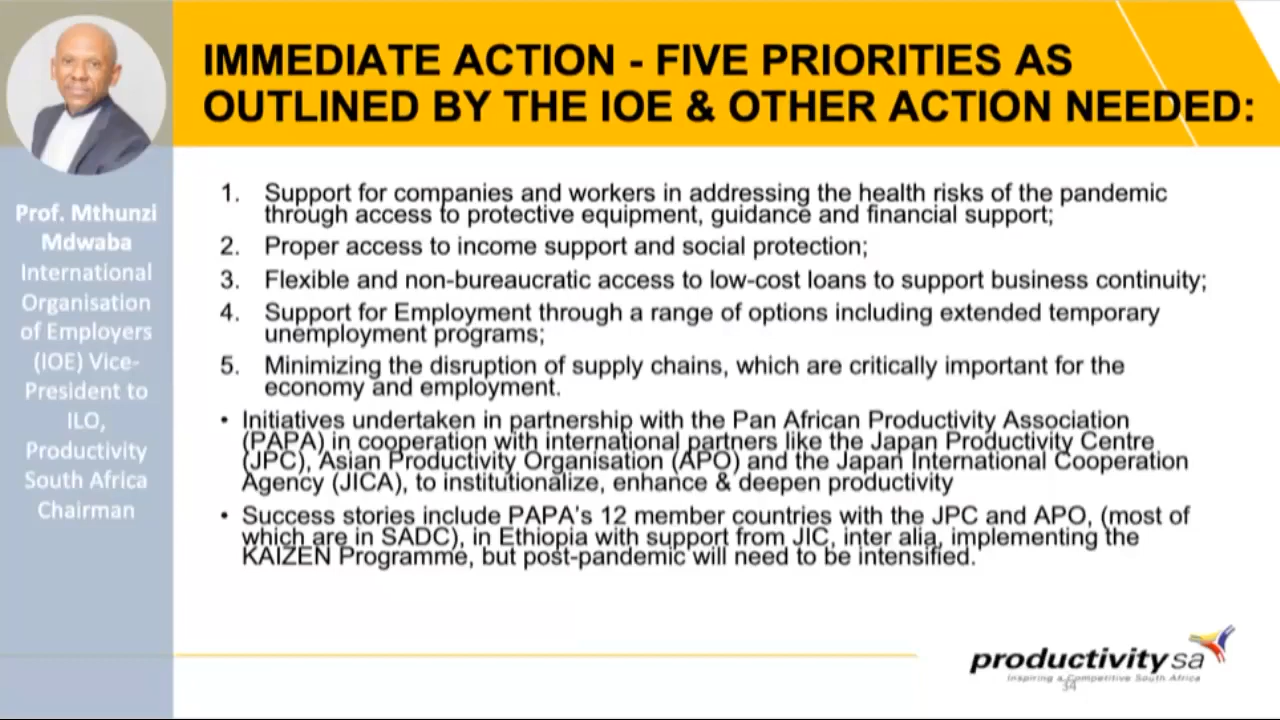 IMMEDIATE ACTION - FIVE PRIORITIES AS
OUTLINED BY THE IOE & OTHER ACTION NEEDED:
Prof. Mthunzi
Mdwaba
International
Organisation
of Employers
(IOE) Vice-
President to
ILO,
Productivity
South Africa
Chairman
1. Support for companies and workers in addressing the health risks of the pandemic
through access to protective equipment, guidance and financial support;
2. Proper access to income support and social protection;
3. Flexible and non-bureaucratic access to low-cost loans to support business continuity;
4. Support for Employment through a range of options including extended temporary
unemployment programs;
5. Minimizing the disruption of supply chains, which are critically important for the
economy and employment.
• Initiatives undertaken in partnership with the Pan African Productivity Association
(PAPA) in cooperation with international partners like the Japan Productivity Centre
(JPC), Asian Productivity Organisation (APO) and the Japan International Cooperation
Agency (JICA), to institutionalize, enhance & deepen productivity
• Success stories include PAPA's 12 member countries with the JPC and APO, (most of
which are in SADC), in Ethiopia with support from JIC, inter alia, implementing the
KAIZEN Programme, but post-pandemic will need to be intensified.
productivity sa
Inspiring a Competitive South Africa
34